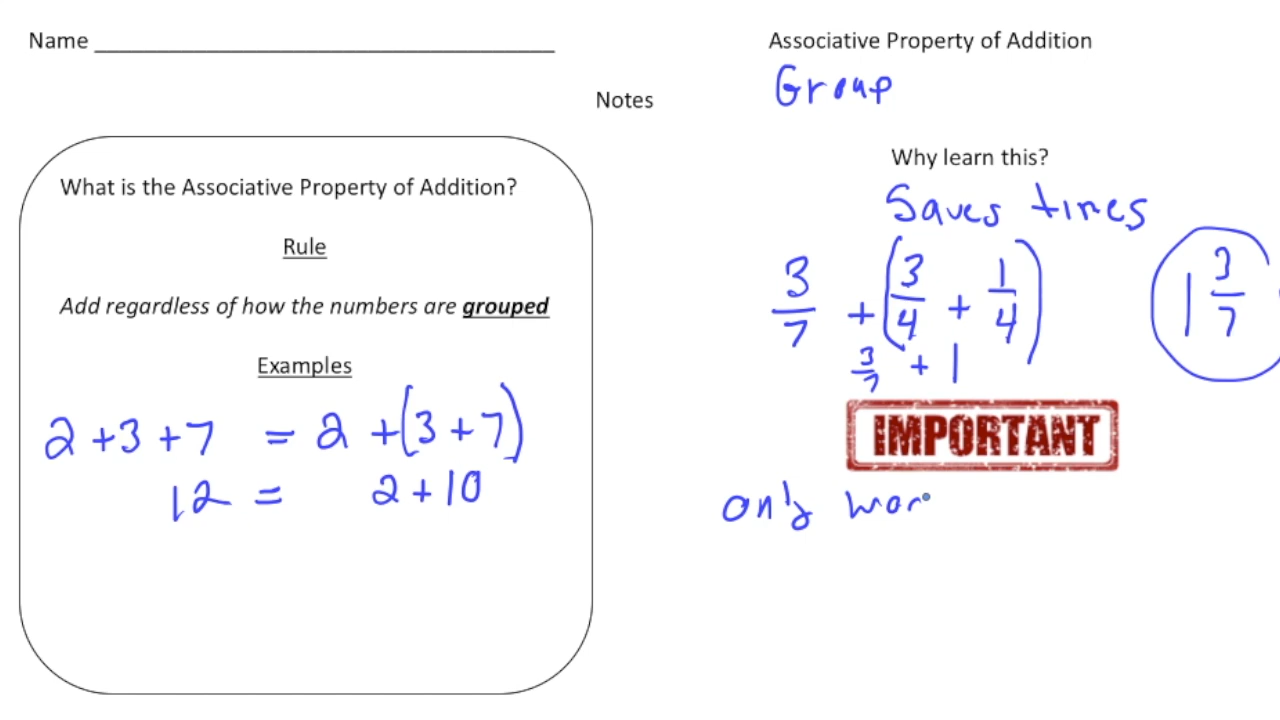 Name
Associative Property of Addition
Group
Notes
What is the Associative Property of Addition?
Rule
Add regardless of how the numbers are grouped
Examples
2 + 3 + 7 = 2 + (3 + 7)
12 = 2 + 10
Why learn this?
Saves times
3/7 + (3/4 + 1/4)
1 3/7
3/7 + 1
IMPORTANT
only wor